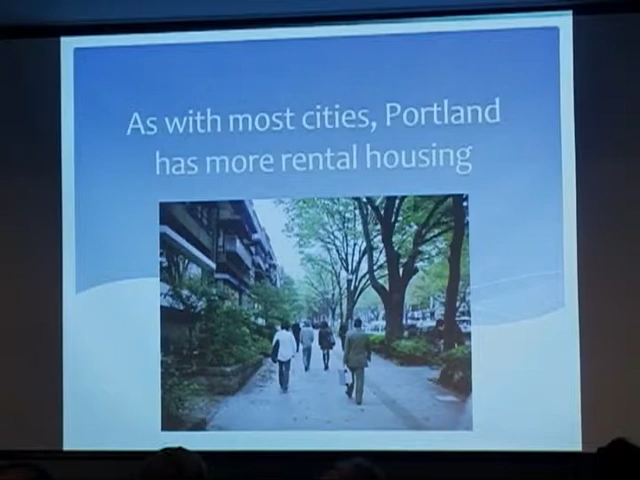 As with most cities, Portland
has more rental housing